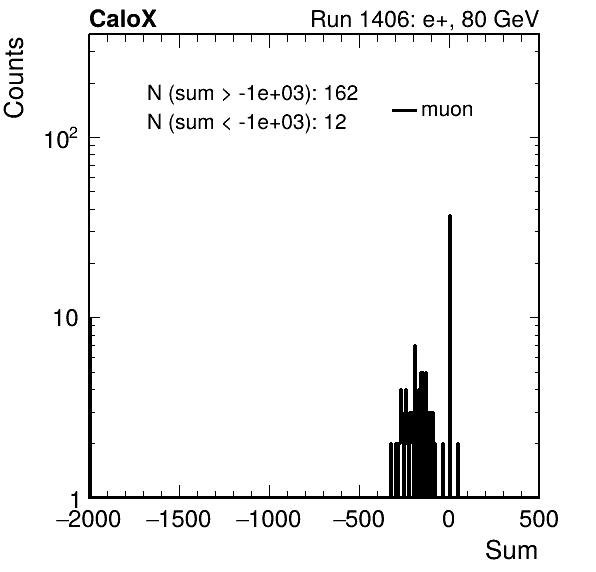 CaloX Run 1406: e+, 80 GeV
Counts
N (sum > -1e+03): 162
N (sum < -1e+03): 12
muon
10²
10
1
−2000 −1500 −1000 −500 0 500
Sum